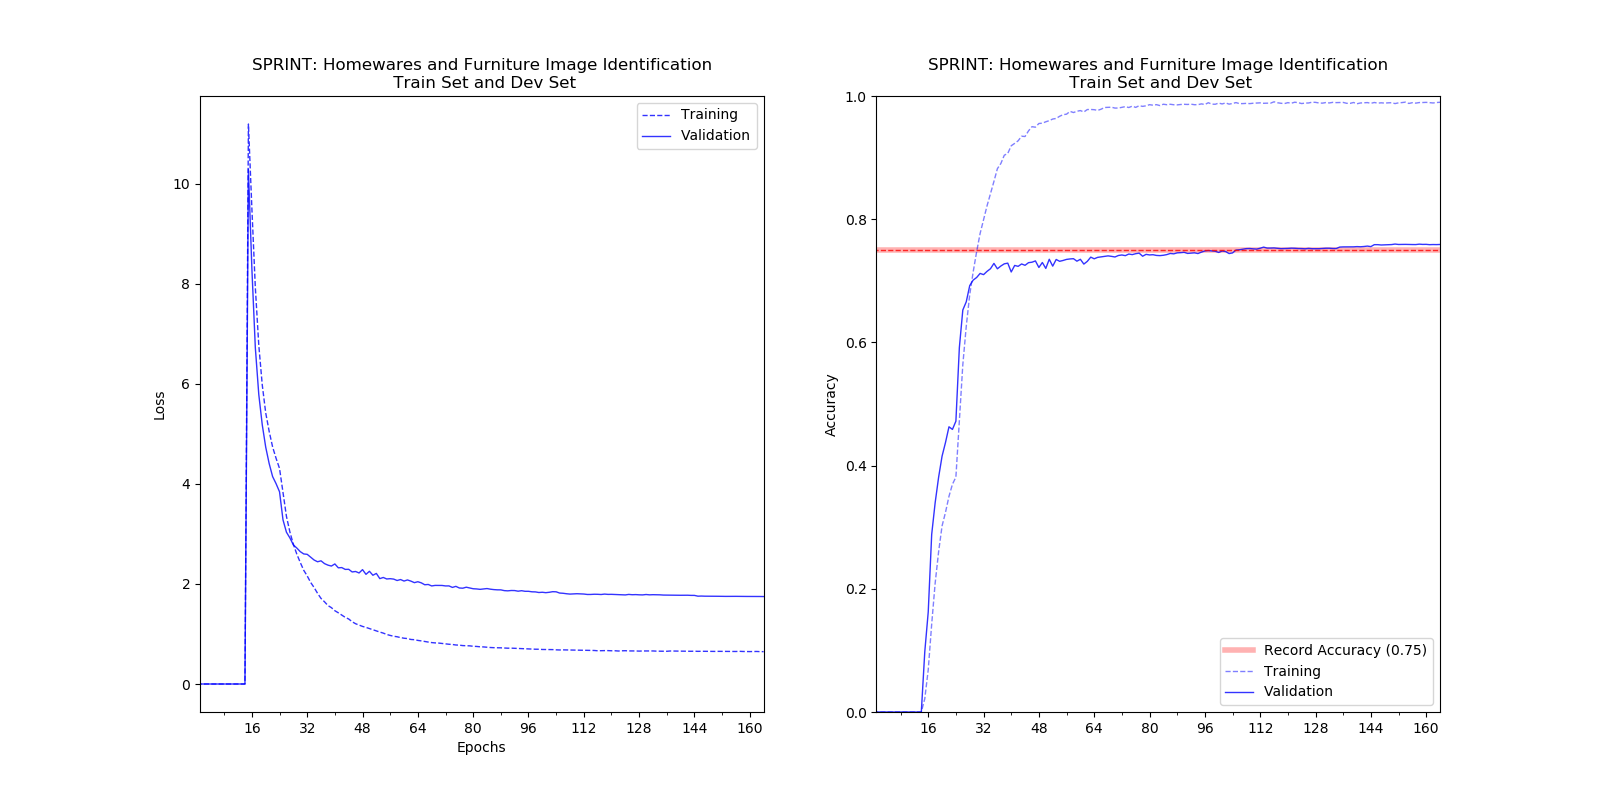 SPRINT: Homewares and Furniture Image Identification
Train Set and Dev Set
Training
Validation
10
8
6
4
2
0
Loss
16 32 48 64 80 96 112 128 144 160
Epochs
SPRINT: Homewares and Furniture Image Identification
Train Set and Dev Set
1.0
0.8
0.6
0.4
0.2
0.0
Accuracy
Record Accuracy (0.75)
Training
Validation
16 32 48 64 80 96 112 128 144 160